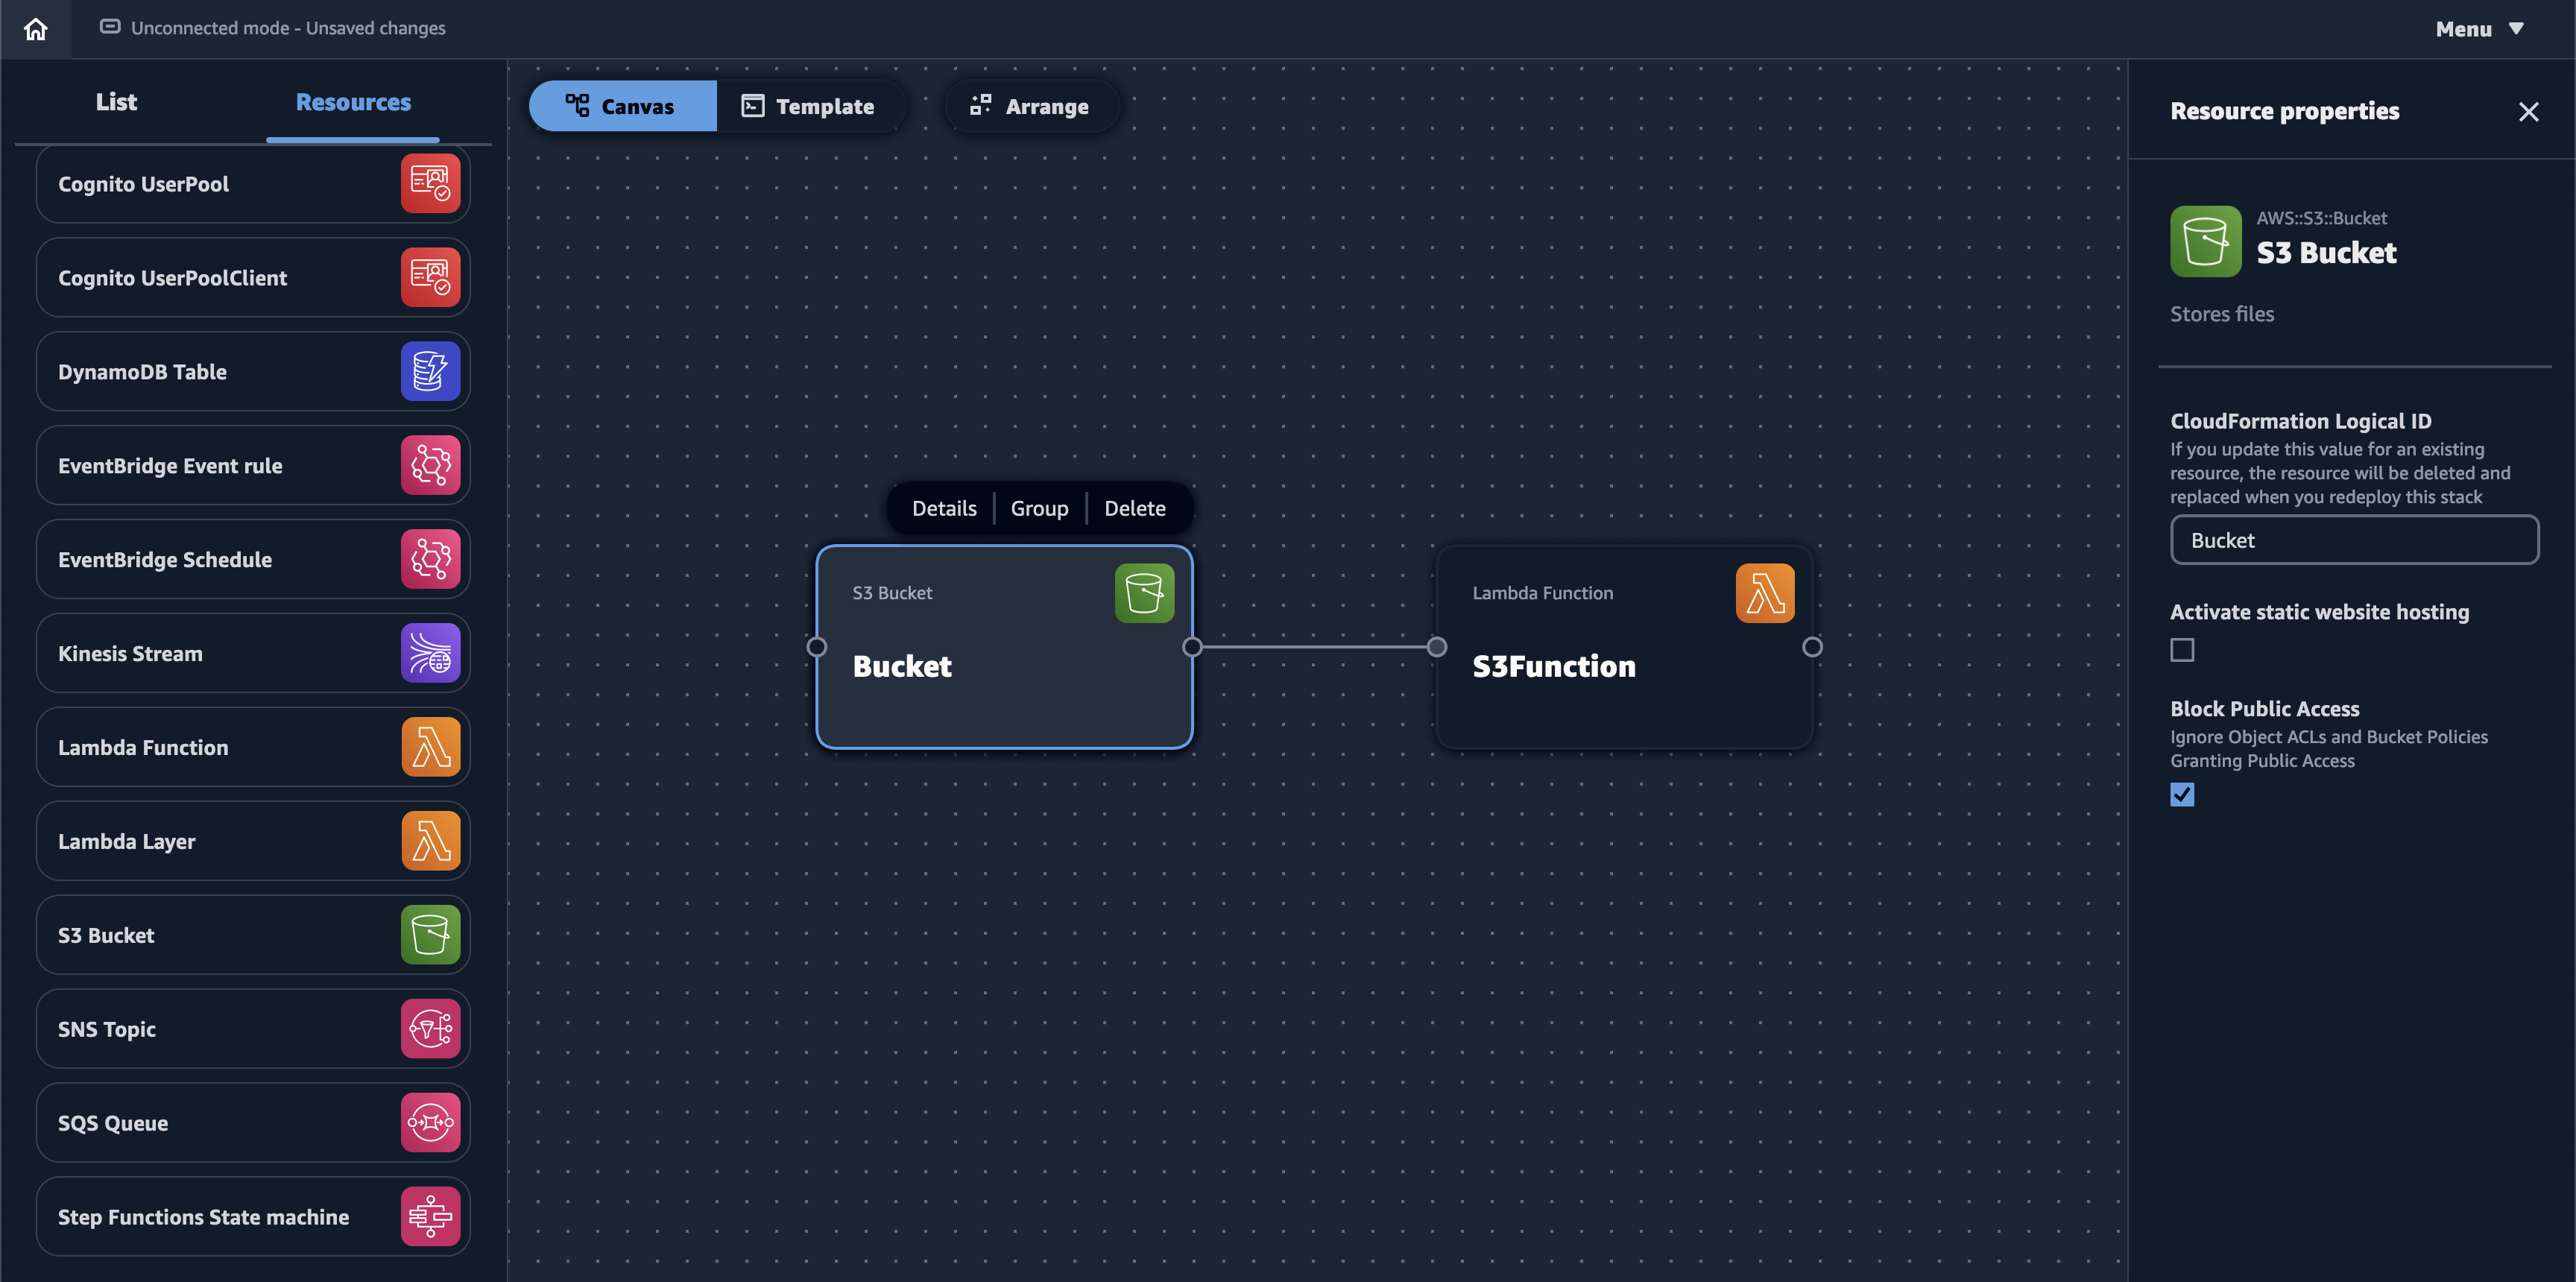 Unconnected mode - Unsaved changes
Menu
List
Resources
Cognito UserPool
Cognito UserPoolClient
DynamoDB Table
EventBridge Event rule
EventBridge Schedule
Kinesis Stream
Lambda Function
Lambda Layer
S3 Bucket
SNS Topic
SQS Queue
Step Functions State machine
Canvas
Template
Arrange
Details
Group
Delete
S3 Bucket
Bucket
Lambda Function
S3Function
Resource properties
AWS::S3::Bucket
S3 Bucket
Stores files
CloudFormation Logical ID
If you update this value for an existing
resource, the resource will be deleted and
replaced when you redeploy this stack
Bucket
Activate static website hosting
Block Public Access
Ignore Object ACLs and Bucket Policies
Granting Public Access